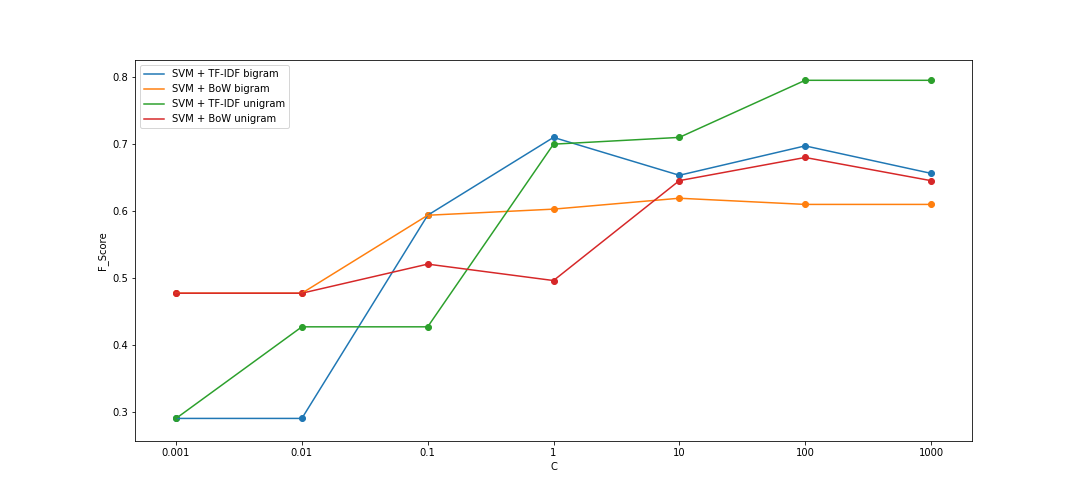 SVM + TF-IDF bigram
SVM + BoW bigram
SVM + TF-IDF unigram
SVM + BoW unigram
F_Score
0.8
0.7
0.6
0.5
0.4
0.3
0.001 0.01 0.1 1 10 100 1000
C